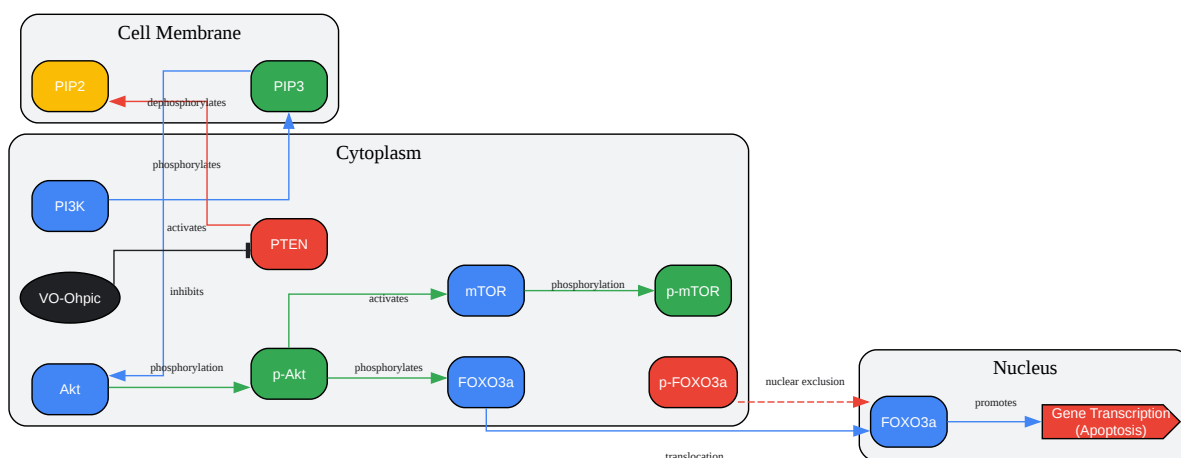 Cell Membrane
PIP2
PIP3
dephosphorylates
Cytoplasm
phosphorylates
PI3K
activates
PTEN
VO-Ohpic
inhibits
mTOR
phosphorylation
p-mTOR
activates
Akt
phosphorylation
p-Akt
phosphorylates
FOXO3a
p-FOXO3a
nuclear exclusion
Nucleus
FOXO3a
promotes
Gene Transcription
(Apoptosis)
translocation